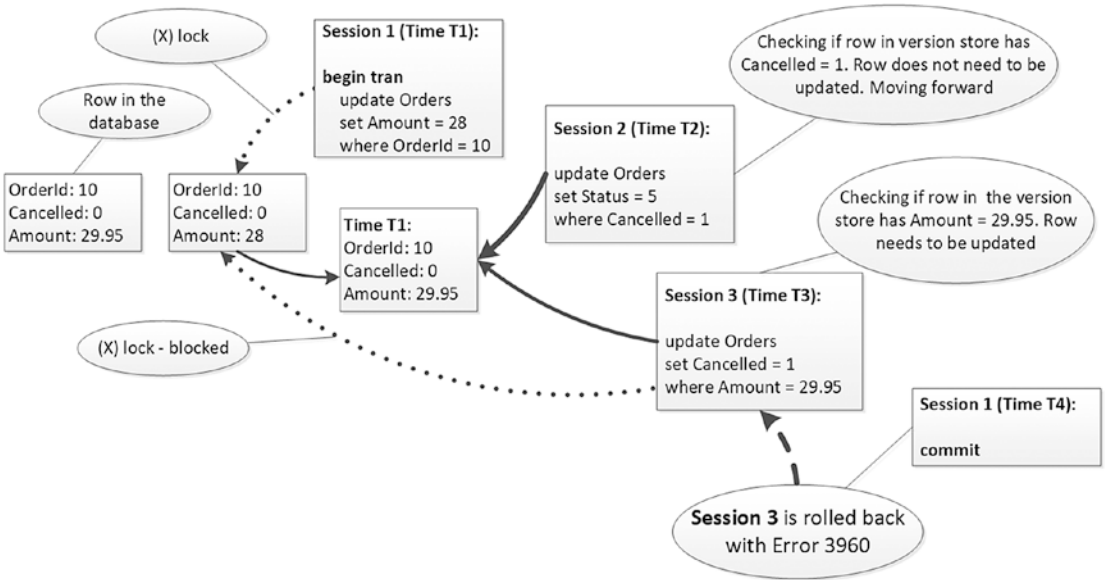 (X) lock
Row in the
database
OrderId: 10
Cancelled: 0
Amount: 29.95
OrderId: 10
Cancelled: 0
Amount: 28
Session 1 (Time T1):
begin tran
update Orders
set Amount = 28
where OrderId = 10
Time T1:
OrderId: 10
Cancelled: 0
Amount: 29.95
Session 2 (Time T2):
update Orders
set Status = 5
where Cancelled = 1
Checking if row in version store has
Cancelled = 1. Row does not need to be
updated. Moving forward
Checking if row in the version
store has Amount = 29.95. Row
needs to be updated
Session 3 (Time T3):
update Orders
set Cancelled = 1
where Amount = 29.95
(X) lock - blocked
Session 1 (Time T4):
commit
Session 3 is rolled back
with Error 3960